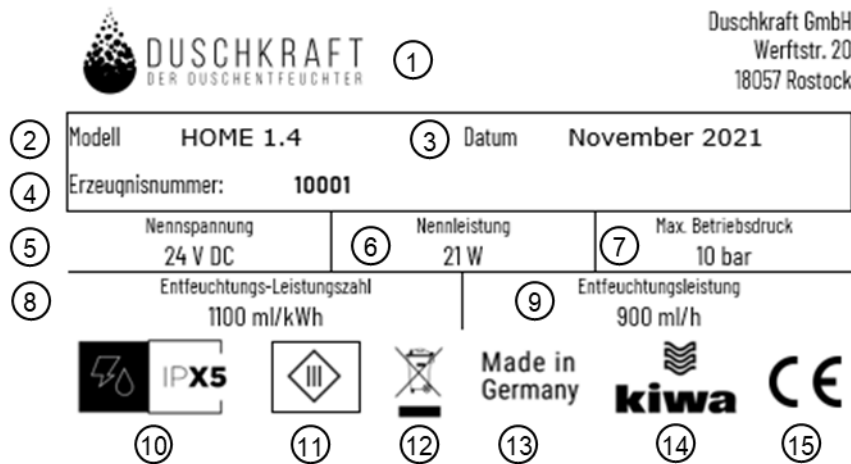 DUSCHKRAFT
DER DUSCHENTFEUCHTER
1
Duschkraft GmbH
Werftstr. 20
18057 Rostock
2 Modell HOME 1.4 3 Datum November 2021
4 Erzeugnisnummer: 10001
Nennspannung Nennleistung Max. Betriebsdruck
5 24 V DC 6 21 W 7 10 bar
8 Entfeuchtungs-Leistungszahl 9 Entfeuchtungsleistung
1100 ml/kWh 900 ml/h
IPX5 III Made in Germany kiwa CE
10 11 12 13 14 15